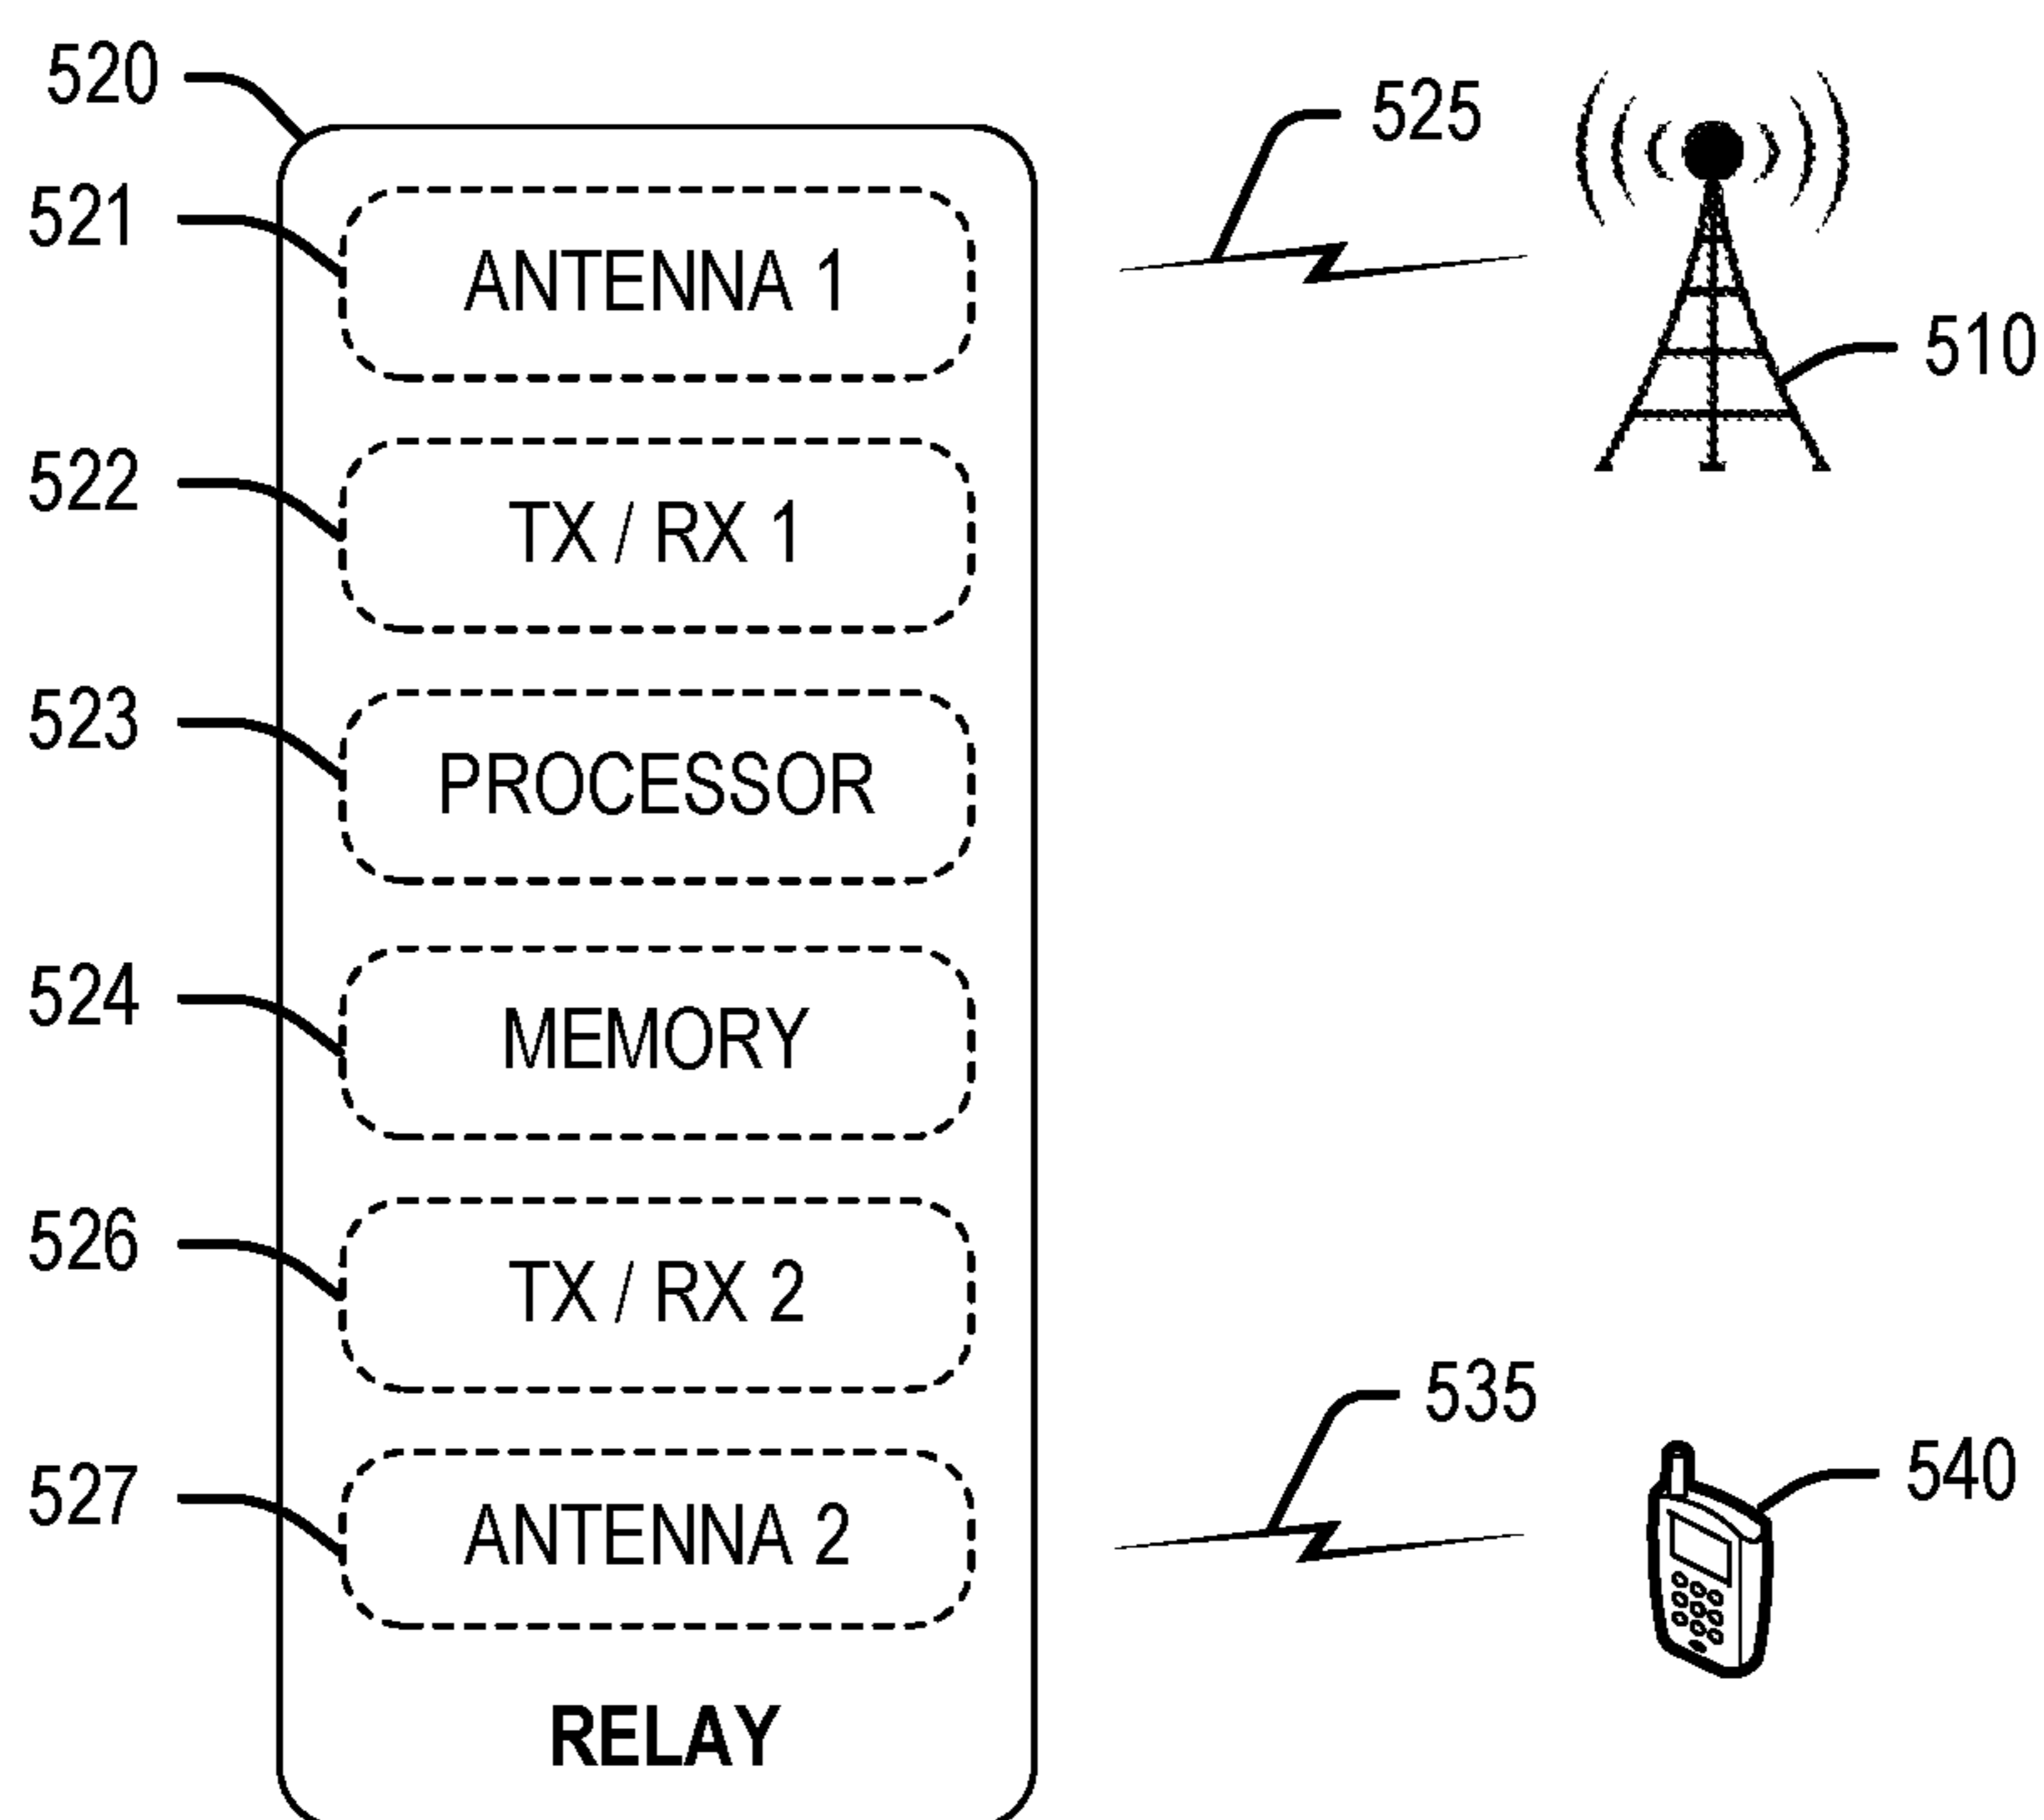 520
525
521
ANTENNA 1
510
522
TX / RX 1
523
PROCESSOR
524
MEMORY
526
TX / RX 2
535
540
527
ANTENNA 2
RELAY